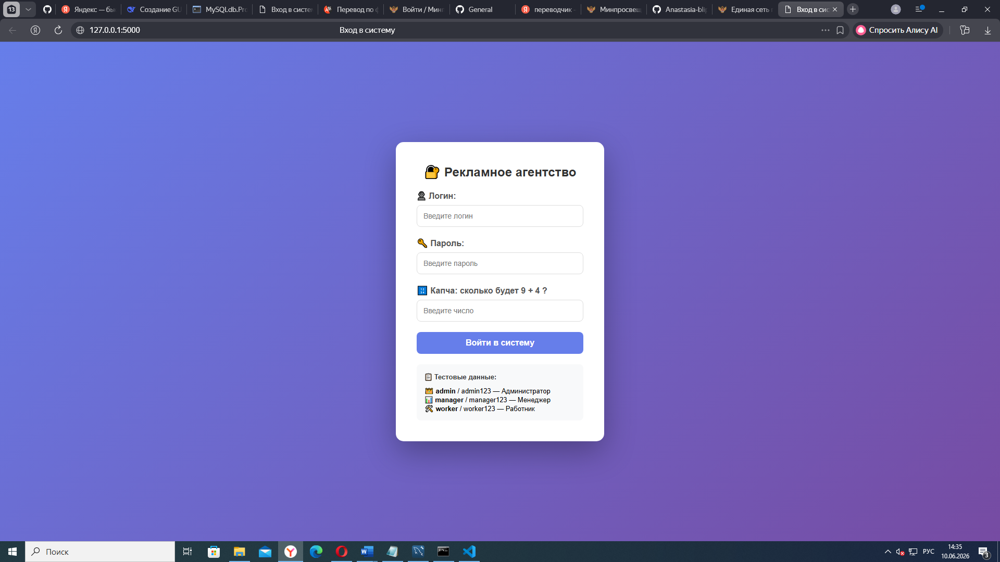 13
Яндекс — бы
Создание GU
MySQLdb.Pro
Вход в систе
Перевод по ф
Войти / Мин
General
переводчик -
Минпросвещ
Anastasia-bli
Единая сеть
Вход в сис
127.0.0.1:5000
Вход в систему
Спросить Алису AI
Рекламное агентство
Логин:
Введите логин
Пароль:
Введите пароль
Капча: сколько будет 9 + 4 ?
Введите число
Войти в систему
Тестовые данные:
admin / admin123 — Администратор
manager / manager123 — Менеджер
worker / worker123 — Работник
Поиск
РУС
14:35
10.06.2026
3